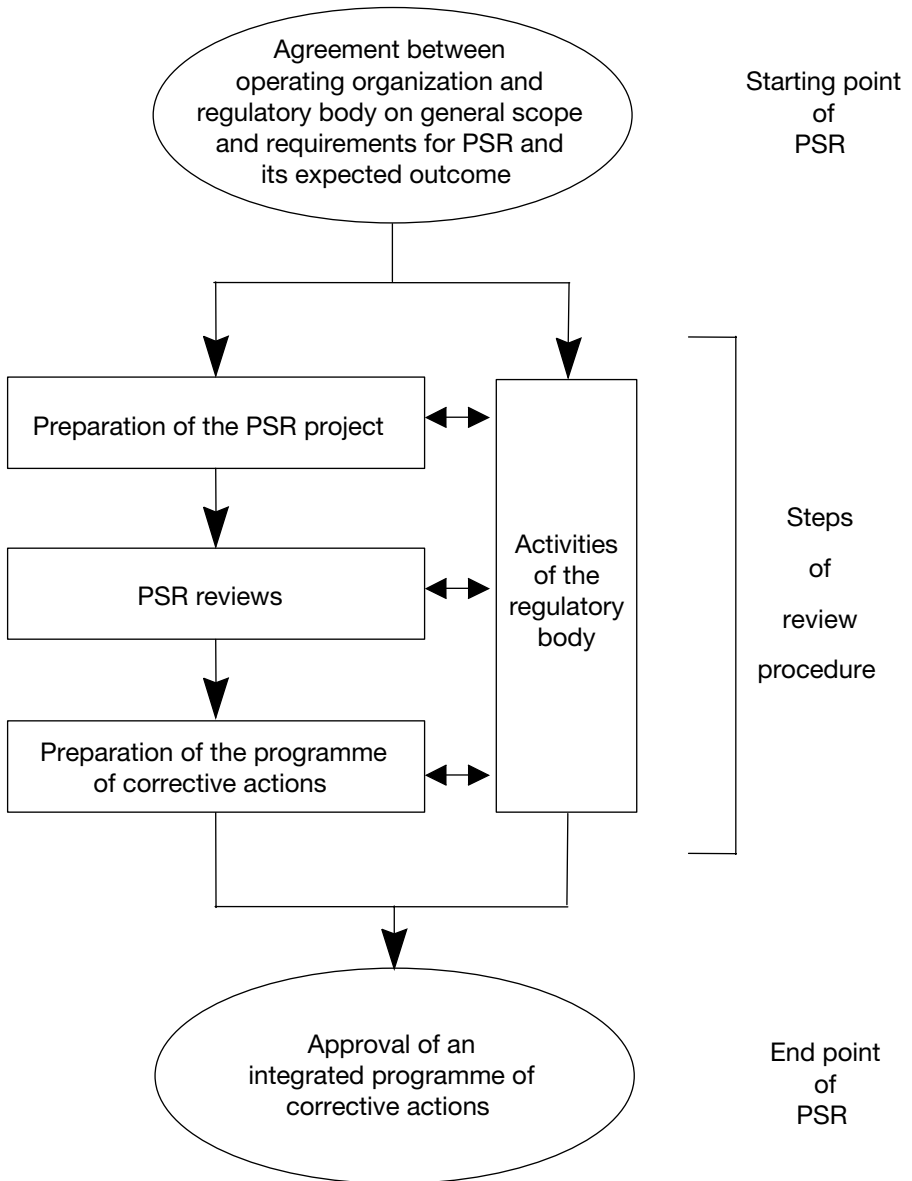 Agreement between
operating organization and
regulatory body on general scope
and requirements for PSR and
its expected outcome
Starting point
of
PSR
Preparation of the PSR project
PSR reviews
Preparation of the programme
of corrective actions
Activities
of the
regulatory
body
Steps
of
review
procedure
Approval of an
integrated programme of
corrective actions
End point
of
PSR